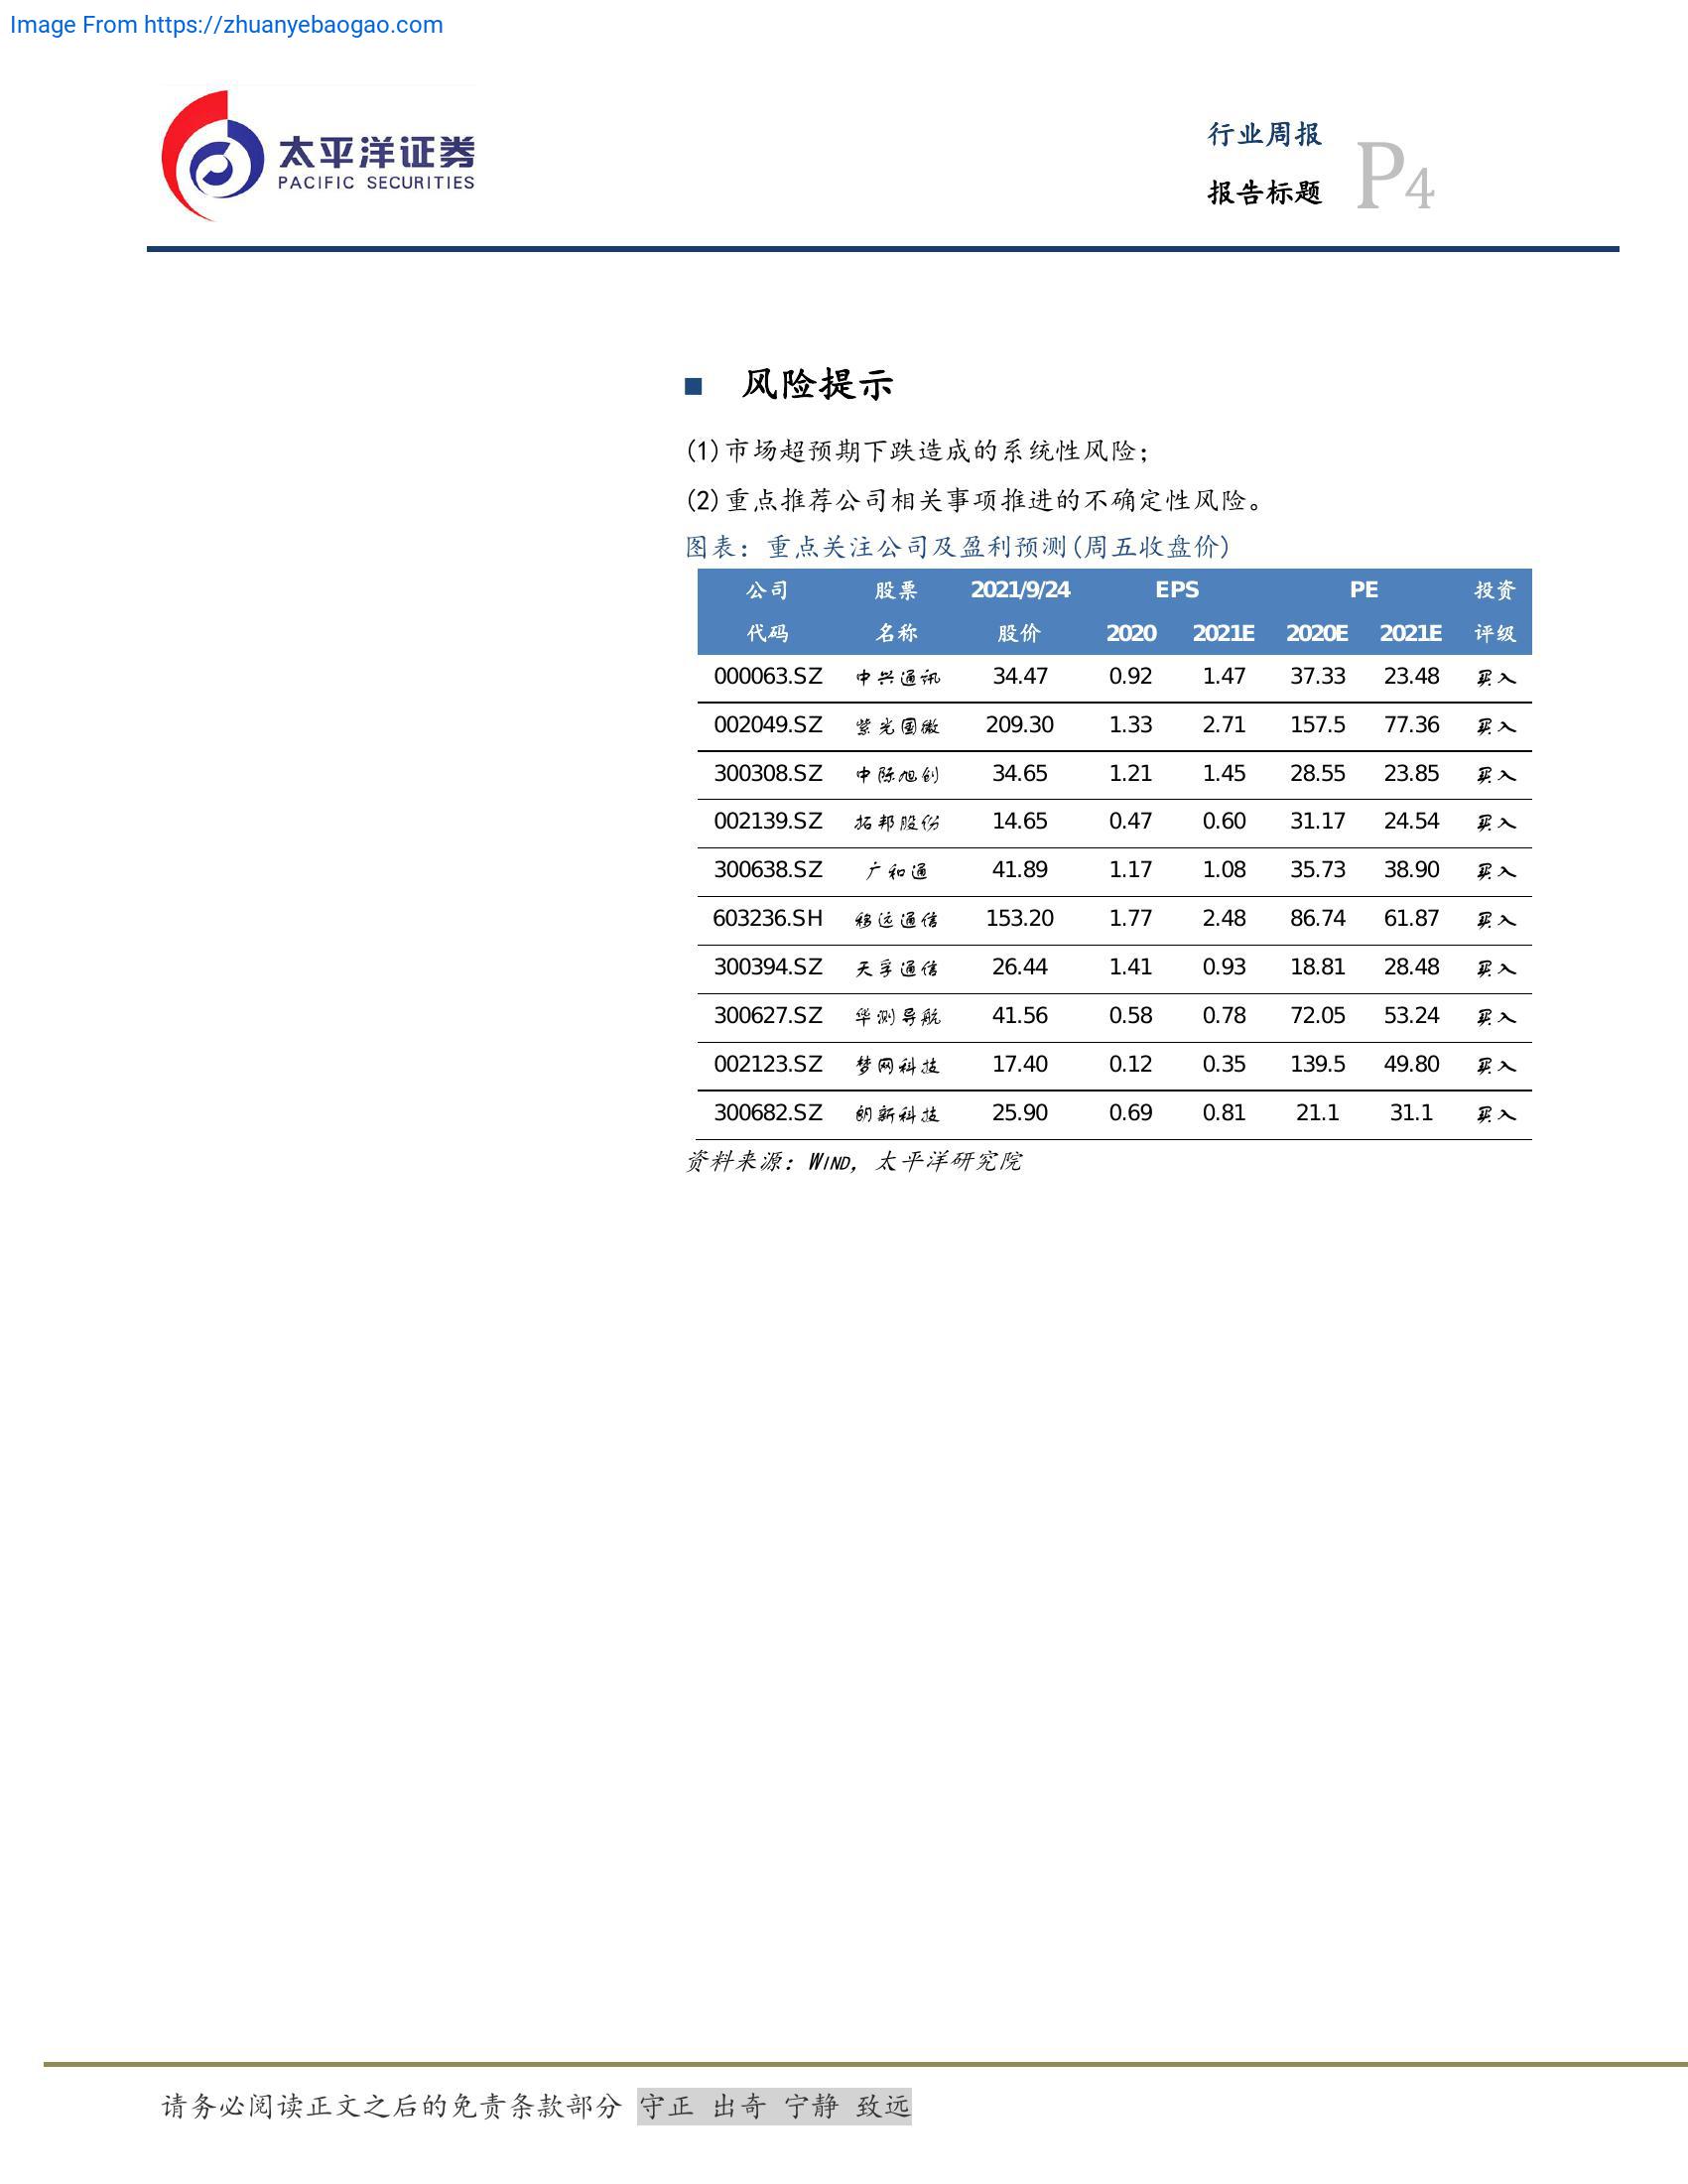 Image From https://zhuanyebaogao.com
太平洋证券
PACIFIC SECURITIES
行业周报
报告标题
P4
■ 风险提示
(1)市场超预期下跌造成的系统性风险；
(2)重点推荐公司相关事项推进的不确定性风险。
图表：重点关注公司及盈利预测(周五收盘价)
公司 股票 2021/9/24 EPS PE 投资
代码 名称 股价 2020 2021E 2020E 2021E 评级
000063.SZ 中兴通讯 34.47 0.92 1.47 37.33 23.48 买入
002049.SZ 紫光国微 209.30 1.33 2.71 157.5 77.36 买入
300308.SZ 中际旭创 34.65 1.21 1.45 28.55 23.85 买入
002139.SZ 拓邦股份 14.65 0.47 0.60 31.17 24.54 买入
300638.SZ 广和通 41.89 1.17 1.08 35.73 38.90 买入
603236.SH 移远通信 153.20 1.77 2.48 86.74 61.87 买入
300394.SZ 天孚通信 26.44 1.41 0.93 18.81 28.48 买入
300627.SZ 华测导航 41.56 0.58 0.78 72.05 53.24 买入
002123.SZ 梦网科技 17.40 0.12 0.35 139.5 49.80 买入
300682.SZ 朗新科技 25.90 0.69 0.81 21.1 31.1 买入
资料来源：WIND，太平洋研究院
请务必阅读正文之后的免责条款部分 守正 出奇 宁静 致远